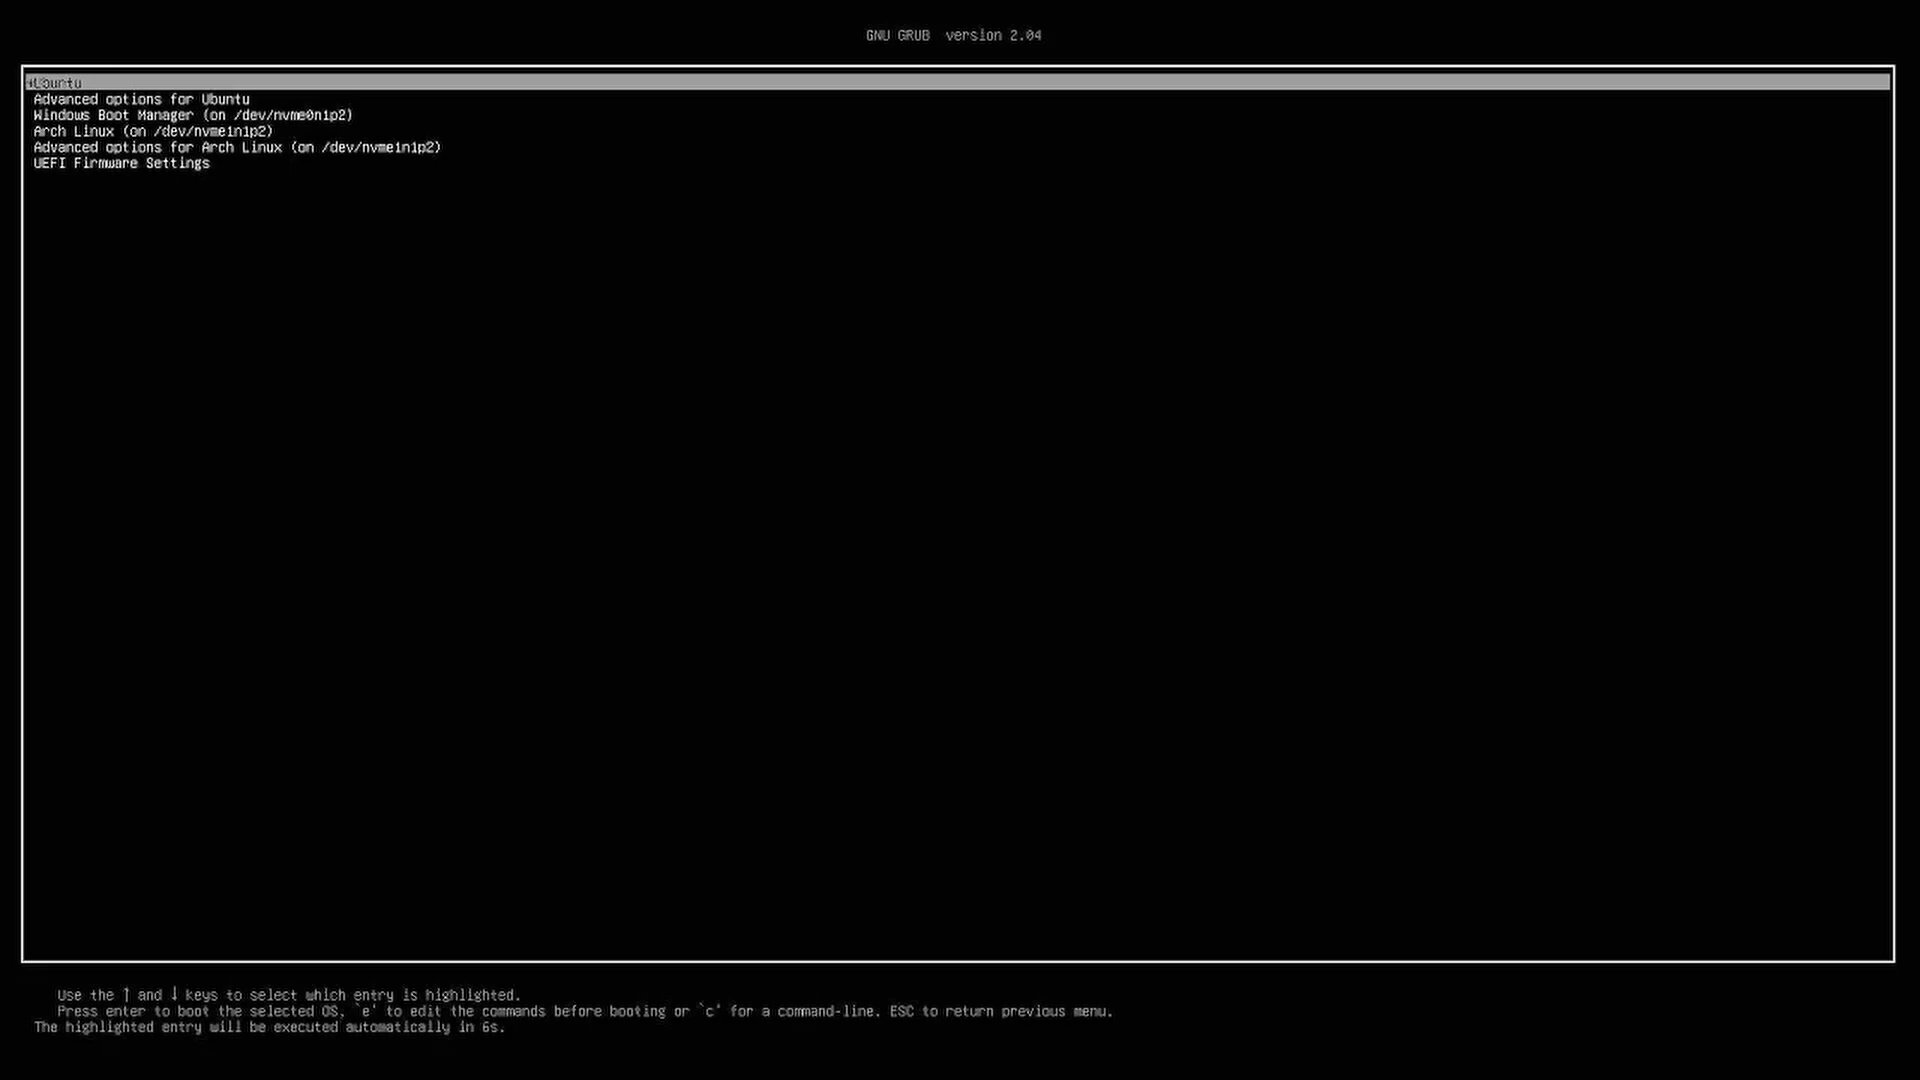 GNU GRUB  version 2.04
*Ubuntu
Advanced options for Ubuntu
Windows Boot Manager (on /dev/nvme0n1p2)
Arch Linux (on /dev/nvme1n1p2)
Advanced options for Arch Linux (on /dev/nvme1n1p2)
UEFI Firmware Settings
Use the ↑ and ↓ keys to select which entry is highlighted.
Press enter to boot the selected OS, `e' to edit the commands before booting or `c' for a command-line. ESC to return previous menu.
The highlighted entry will be executed automatically in 6s.